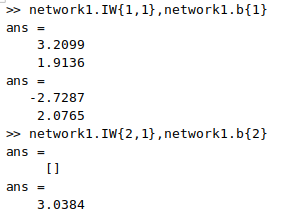 >> network1.IW{1,1},network1.b{1}
ans =
3.2099
1.9136
ans =
-2.7287
2.0765
>> network1.IW{2,1},network1.b{2}
ans =
[]
ans =
3.0384